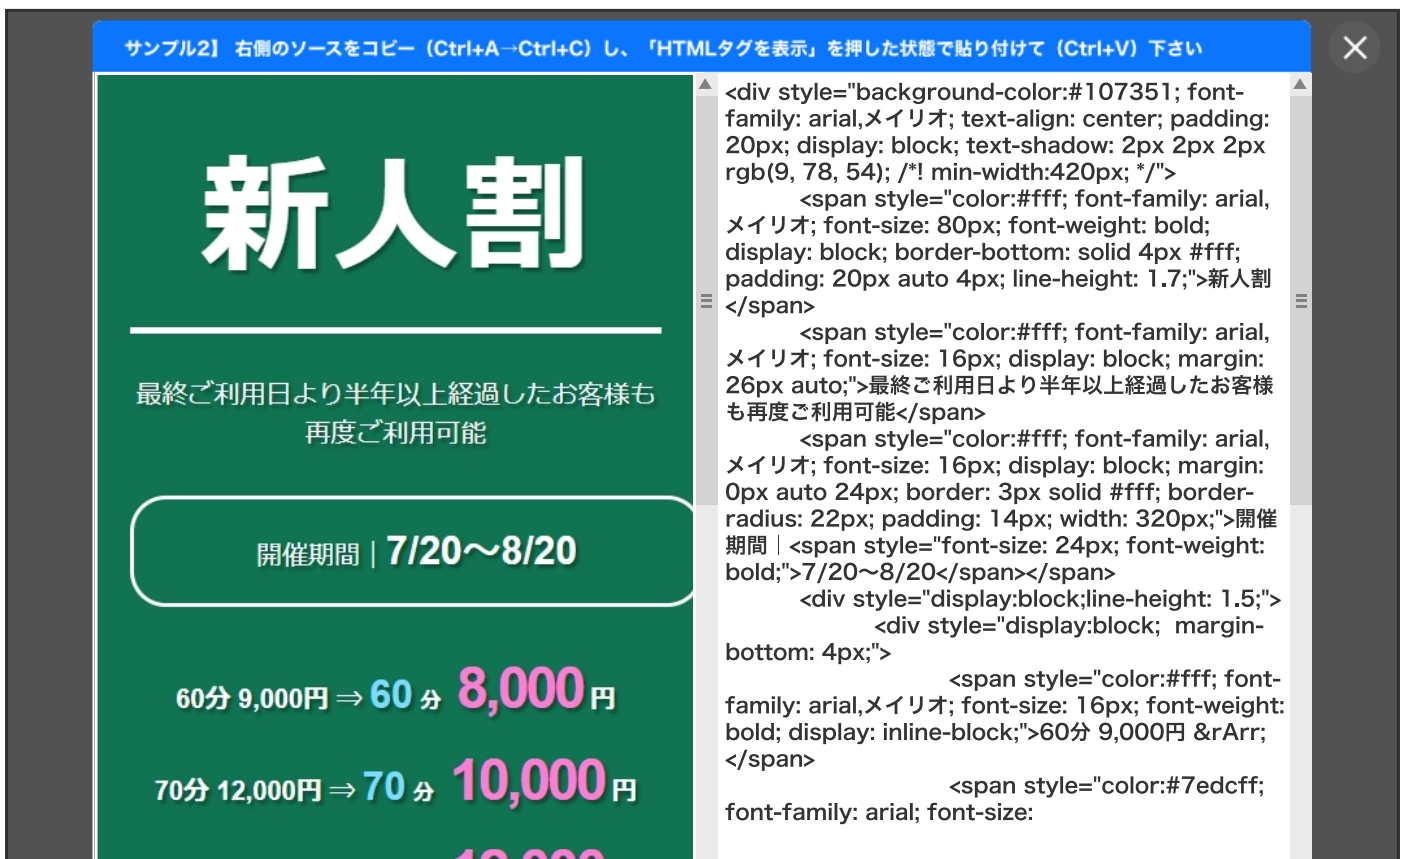 サンプル2】 右側のソースをコピー（Ctrl+A→Ctrl+C）し、「HTMLタグを表示」を押した状態で貼り付けて（Ctrl+V）下さい
新人割
最終ご利用日より半年以上経過したお客様も
再度ご利用可能
開催期間｜7/20～8/20
60分 9,000円 ⇒ 60 分 8,000 円
70分 12,000円 ⇒ 70 分 10,000 円
<div style="background-color:#107351; font-
family: arial,メイリオ; text-align: center; padding:
20px; display: block; text-shadow: 2px 2px 2px
rgb(9, 78, 54); /*! min-width:420px; */">
<span style="color:#fff; font-family: arial,
メイリオ; font-size: 80px; font-weight: bold;
display: block; border-bottom: solid 4px #fff;
padding: 20px auto 4px; line-height: 1.7;">新人割
</span>
<span style="color:#fff; font-family: arial,
メイリオ; font-size: 16px; display: block; margin:
26px auto;">最終ご利用日より半年以上経過したお客様
も再度ご利用可能</span>
<span style="color:#fff; font-family: arial,
メイリオ; font-size: 16px; display: block; margin:
0px auto 24px; border: 3px solid #fff; border-
radius: 22px; padding: 14px; width: 320px;">開催
期間｜<span style="font-size: 24px; font-weight:
bold;">7/20～8/20</span></span>
<div style="display:block;line-height: 1.5;">
<div style="display:block;  margin-
bottom: 4px;">
<span style="color:#fff; font-
family: arial,メイリオ; font-size: 16px; font-weight:
bold; display: inline-block;">60分 9,000円 &rArr;
</span>
<span style="color:#7edcff;
font-family: arial; font-size: